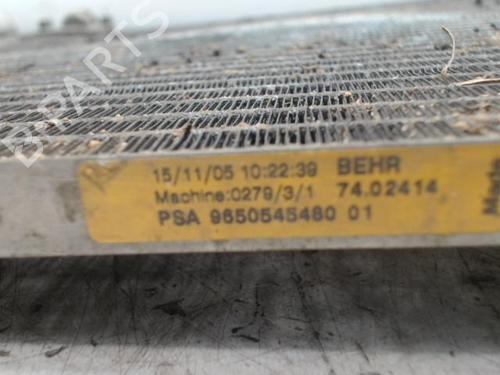 15/11/05 10:22:39 BEHR
Machine:0279/3/1 74.02414
PSA 9650545480 01
B-PARTS